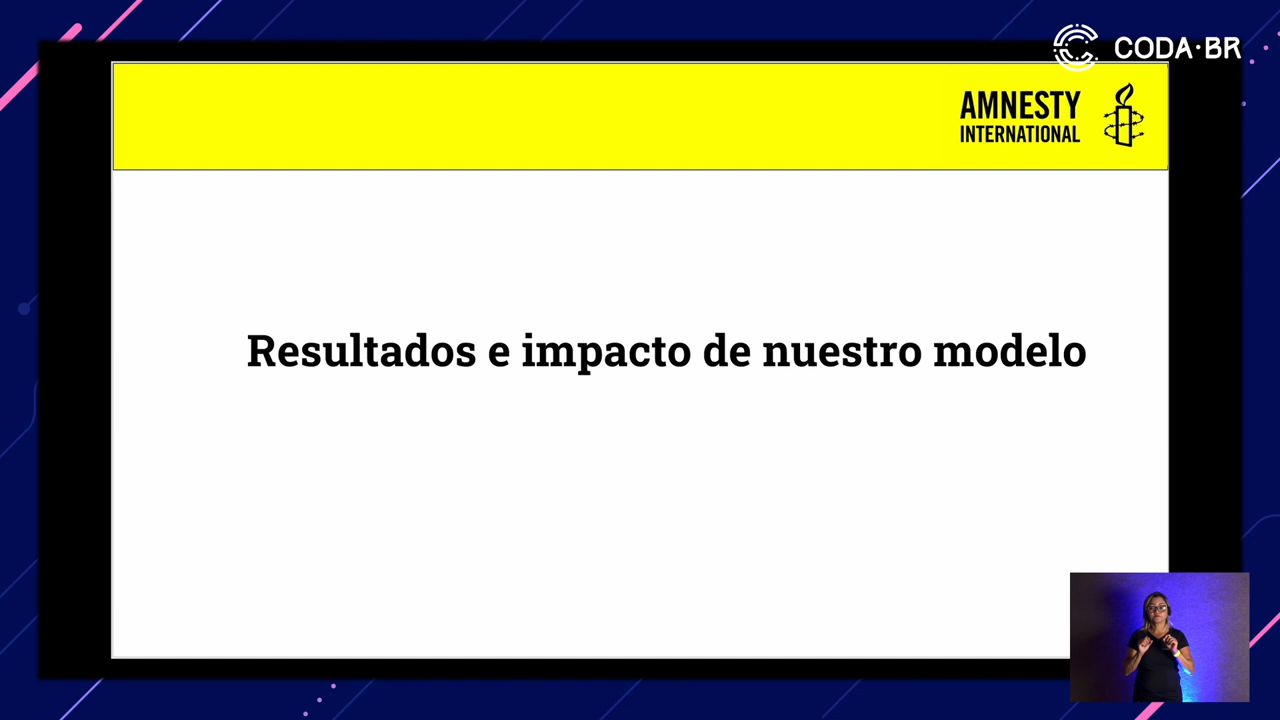 CODA·BR
AMNESTY
INTERNATIONAL
Resultados e impacto de nuestro modelo